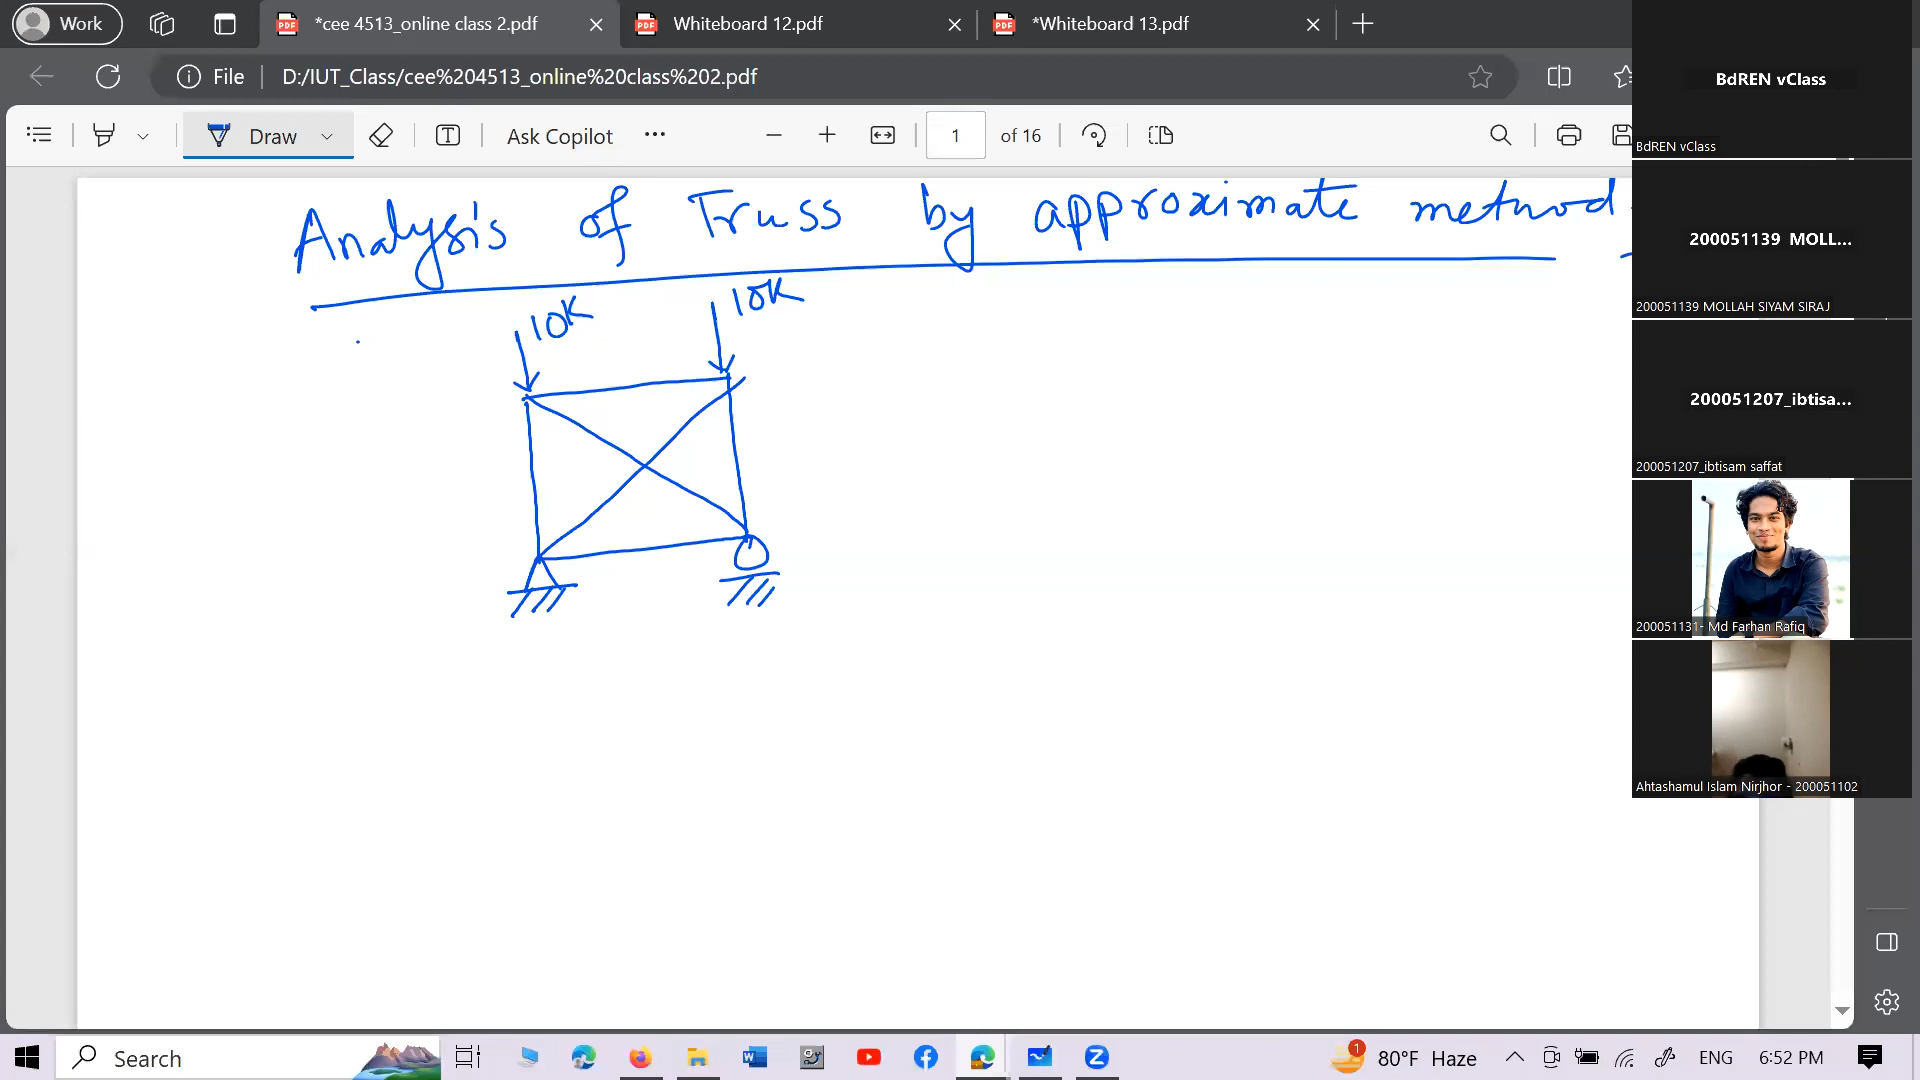 Work
*cee 4513_online class 2.pdf
Whiteboard 12.pdf
*Whiteboard 13.pdf
File
D:/IUT_Class/cee%204513_online%20class%202.pdf
Draw
Ask Copilot
1
of 16
Analysis of Truss by approximate method
10K
10K
BdREN vClass
BdREN vClass
200051139 MOLL...
200051139 MOLLAH SIYAM SIRAJ
200051207_ibtisa...
200051207_ibtisam saffat
200051131- Md Farhan Rafiq
Ahtashamul Islam Nirjhor - 200051102
Search
1
80°F Haze
ENG
6:52 PM